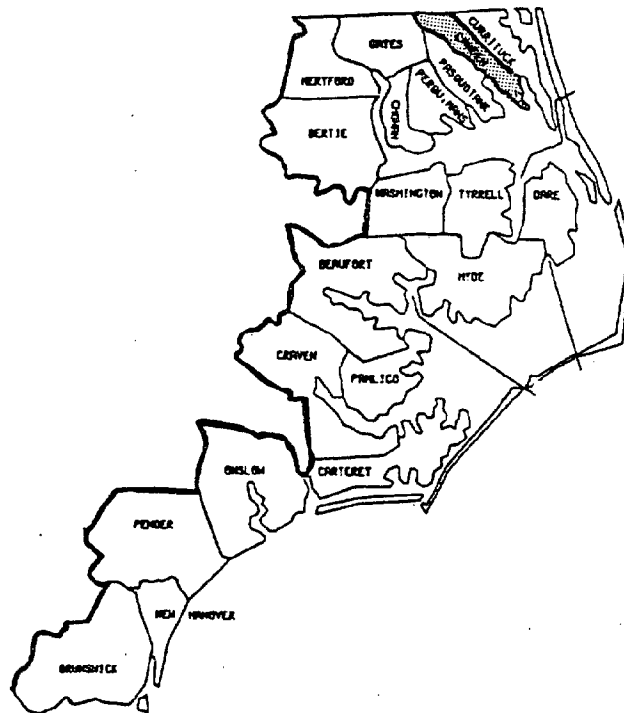 GATES
CURRITUCK
CAMDEN
PASQUOTANK
PERQUIMANS
HERTFORD
CHOWAN
BERTIE
WASHINGTON
TYRRELL
DARE
BEAUFORT
HYDE
CRAVEN
PAMLICO
ONSLOW
CARTERET
PENDER
NEW HANOVER
BRUNSWICK